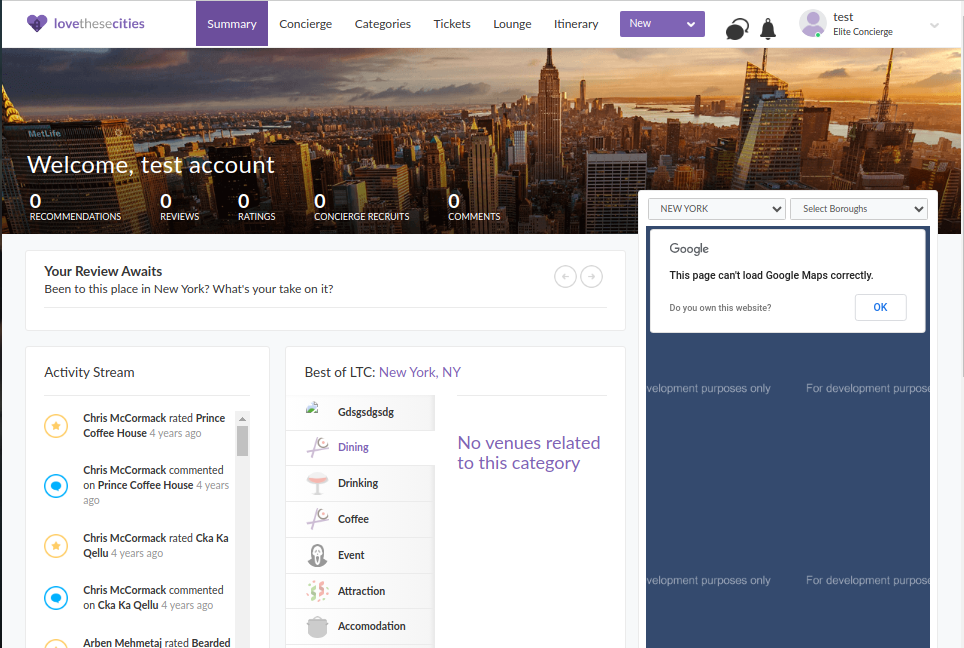 lovethesecities
Summary
Concierge
Categories
Tickets
Lounge
Itinerary
New
test
Elite Concierge
MetLife
Welcome, test account
0
RECOMMENDATIONS
0
REVIEWS
0
RATINGS
0
CONCIERGE RECRUITS
0
COMMENTS
NEW YORK
Select Boroughs
Google
This page can't load Google Maps correctly.
Do you own this website?
OK
velopment purposes only
For development purpose
velopment purposes only
For development purpose
Your Review Awaits
Been to this place in New York? What's your take on it?
Activity Stream
Chris McCormack rated Prince
Coffee House 4 years ago
Chris McCormack commented
on Prince Coffee House 4 years
ago
Chris McCormack rated Cka Ka
Qellu 4 years ago
Chris McCormack commented
on Cka Ka Qellu 4 years ago
Arben Mehmetaj rated Bearded
Best of LTC: New York, NY
Gdsgsdgsdg
Dining
Drinking
Coffee
Event
Attraction
Accomodation
No venues related
to this category